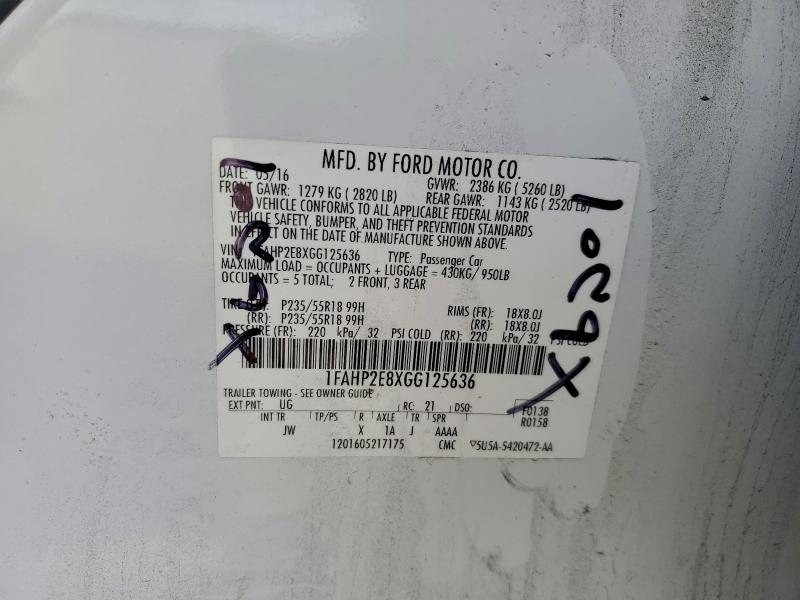 MFD. BY FORD MOTOR CO.
DATE: 05/16 GVWR: 2386 KG ( 5260 LB)
FRONT GAWR: 1279 KG ( 2820 LB) REAR GAWR: 1143 KG ( 2520 LB)
THIS VEHICLE CONFORMS TO ALL APPLICABLE FEDERAL MOTOR
VEHICLE SAFETY, BUMPER, AND THEFT PREVENTION STANDARDS
IN EFFECT ON THE DATE OF MANUFACTURE SHOWN ABOVE.
VIN: 1FAHP2E8XGG125636 TYPE: Passenger Car
MAXIMUM LOAD = OCCUPANTS + LUGGAGE = 430KG/ 950LB
OCCUPANTS = 5 TOTAL; 2 FRONT, 3 REAR
TIRE (FR): P235/55R18 99H RIMS (FR): 18X8.0J
(RR): P235/55R18 99H (RR): 18X8.0J
PRESSURE (FR): 220 kPa/ 32 PSI COLD (RR): 220 kPa/ 32 PSI COLD
1FAHP2E8XGG125636
TRAILER TOWING - SEE OWNER GUIDE
EXT PNT: UG RC: 21 DSO: F0138
R0158
INT TR TP/PS R AXLE TR SPR
JW X 1A J AAAA
1201605217175 CMC 5U5A-5420472-AA